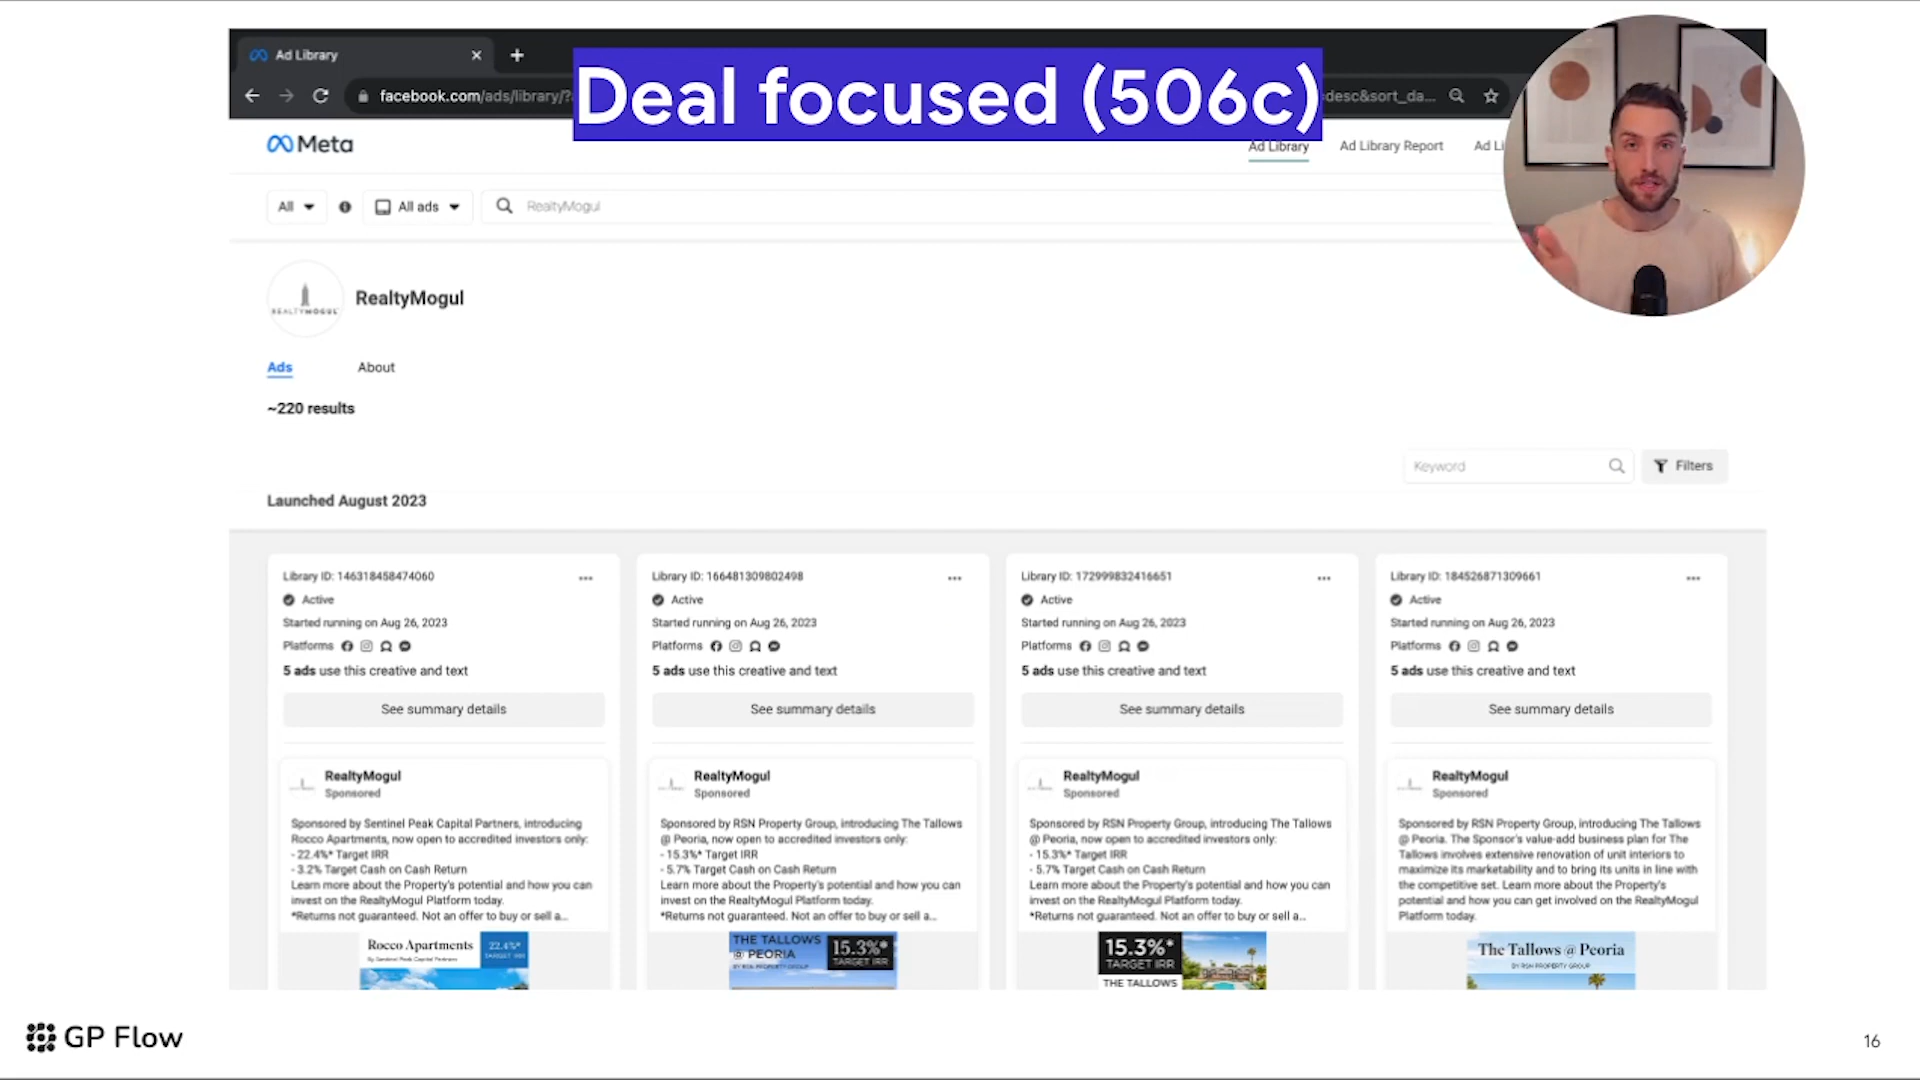 Ad Library
Deal focused (506c)
facebook.com/ads/library/?
desc&sort_da...
Meta
Ad Library
Ad Library Report
Ad Li
All
All ads
RealtyMogul
REALTYMOGUL
RealtyMogul
Ads
About
~220 results
Keyword
Filters
Launched August 2023
Library ID: 146318458474060
Active
Started running on Aug 26, 2023
Platforms
5 ads use this creative and text
See summary details
RealtyMogul
Sponsored
Sponsored by Sentinel Peak Capital Partners, introducing
Rocco Apartments, now open to accredited investors only:
- 22.4%* Target IRR
- 3.2% Target Cash on Cash Return
Learn more about the Property's potential and how you can
invest on the RealtyMogul Platform today.
*Returns not guaranteed. Not an offer to buy or sell a...
Rocco Apartments
By Sentinel Peak Capital Partners
22.4%*
TARGET IRR
Library ID: 166481309802498
Active
Started running on Aug 26, 2023
Platforms
5 ads use this creative and text
See summary details
RealtyMogul
Sponsored
Sponsored by RSN Property Group, introducing The Tallows
@ Peoria, now open to accredited investors only:
- 15.3%* Target IRR
- 5.7% Target Cash on Cash Return
Learn more about the Property's potential and how you can
invest on the RealtyMogul Platform today.
*Returns not guaranteed. Not an offer to buy or sell a...
THE TALLOWS
@ PEORIA
BY RSN PROPERTY GROUP
15.3%*
TARGET IRR
Library ID: 172999832416651
Active
Started running on Aug 26, 2023
Platforms
5 ads use this creative and text
See summary details
RealtyMogul
Sponsored
Sponsored by RSN Property Group, introducing The Tallows
@ Peoria, now open to accredited investors only:
- 15.3%* Target IRR
- 5.7% Target Cash on Cash Return
Learn more about the Property's potential and how you can
invest on the RealtyMogul Platform today.
*Returns not guaranteed. Not an offer to buy or sell a...
15.3%*
TARGET IRR
THE TALLOWS
Library ID: 184526871309661
Active
Started running on Aug 26, 2023
Platforms
5 ads use this creative and text
See summary details
RealtyMogul
Sponsored
Sponsored by RSN Property Group, introducing The Tallows
@ Peoria. The Sponsor's value-add business plan for The
Tallows involves extensive renovation of unit interiors to
maximize its marketability and to bring its units in line with
the competitive set. Learn more about the Property's
potential and how you can get involved on the RealtyMogul
Platform today.
The Tallows @ Peoria
BY RSN PROPERTY GROUP
GP Flow
16